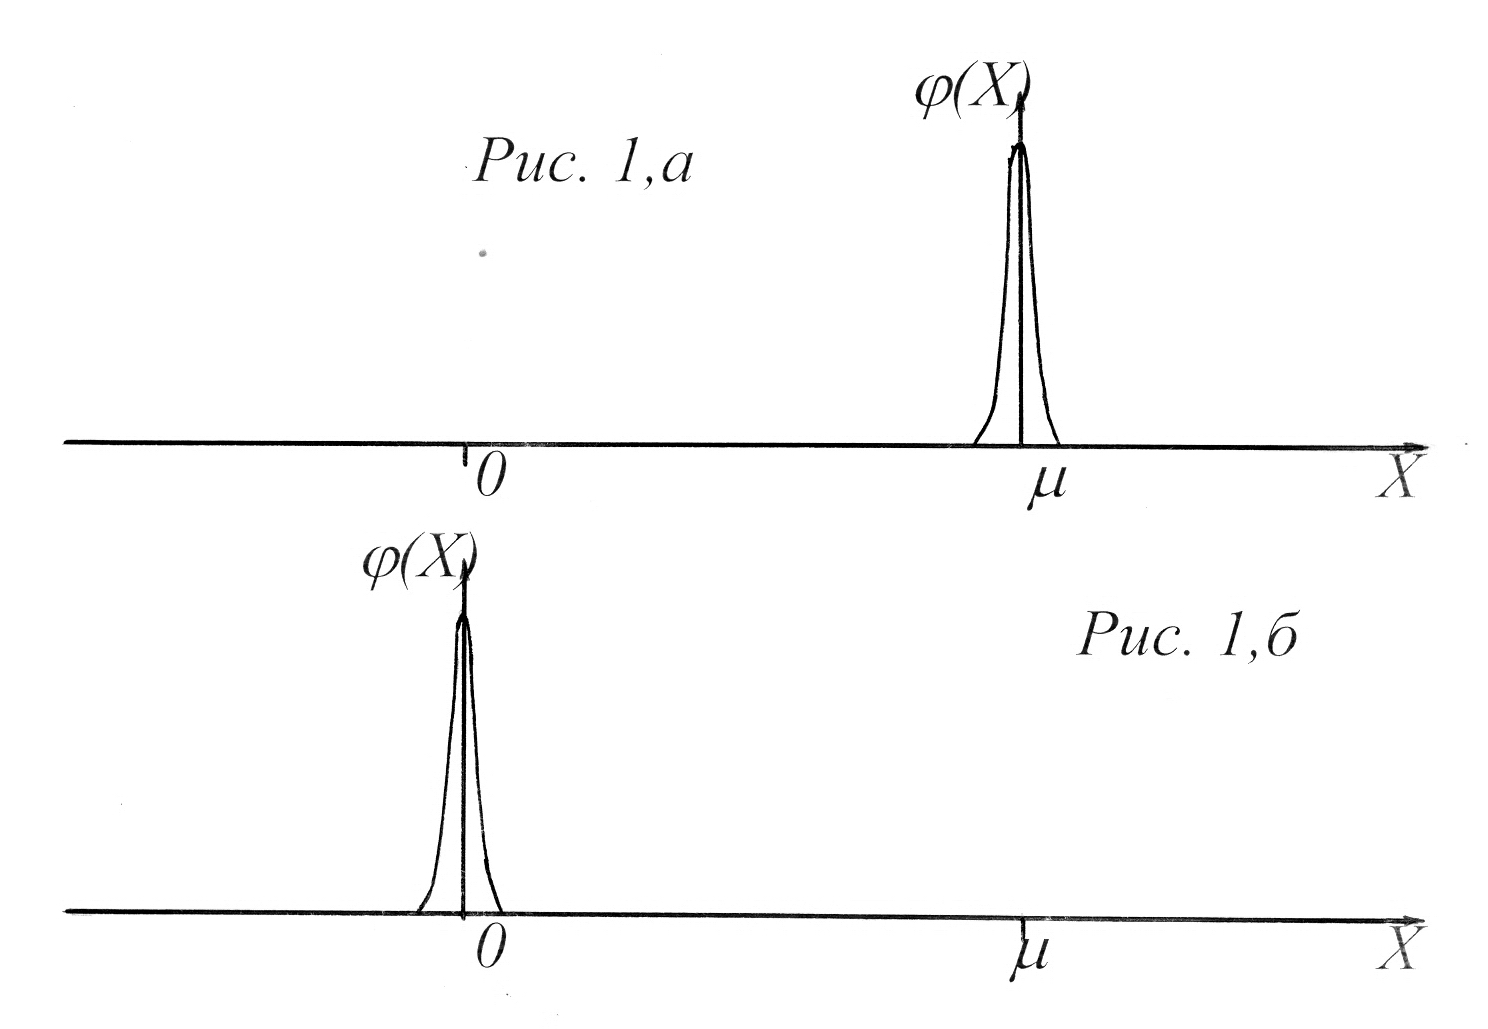 φ(X)
Рис. 1,а
0
μ
X
φ(X)
Рис. 1,б
0
μ
X